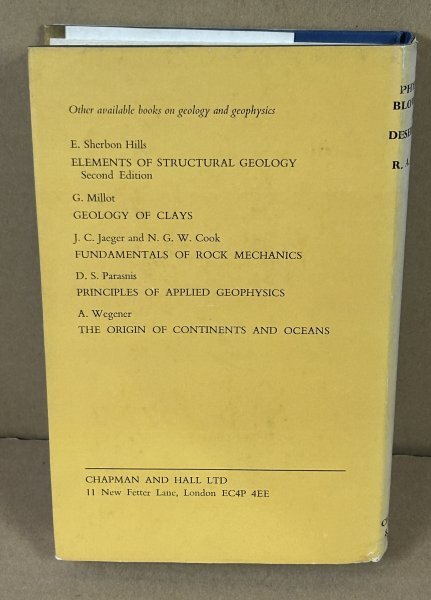 Other available books on geology and geophysics
E. Sherbon Hills
ELEMENTS OF STRUCTURAL GEOLOGY
Second Edition
G. Millot
GEOLOGY OF CLAYS
J. C. Jaeger and N. G. W. Cook
FUNDAMENTALS OF ROCK MECHANICS
D. S. Parasnis
PRINCIPLES OF APPLIED GEOPHYSICS
A. Wegener
THE ORIGIN OF CONTINENTS AND OCEANS
CHAPMAN AND HALL LTD
11 New Fetter Lane, London EC4P 4EE
R.